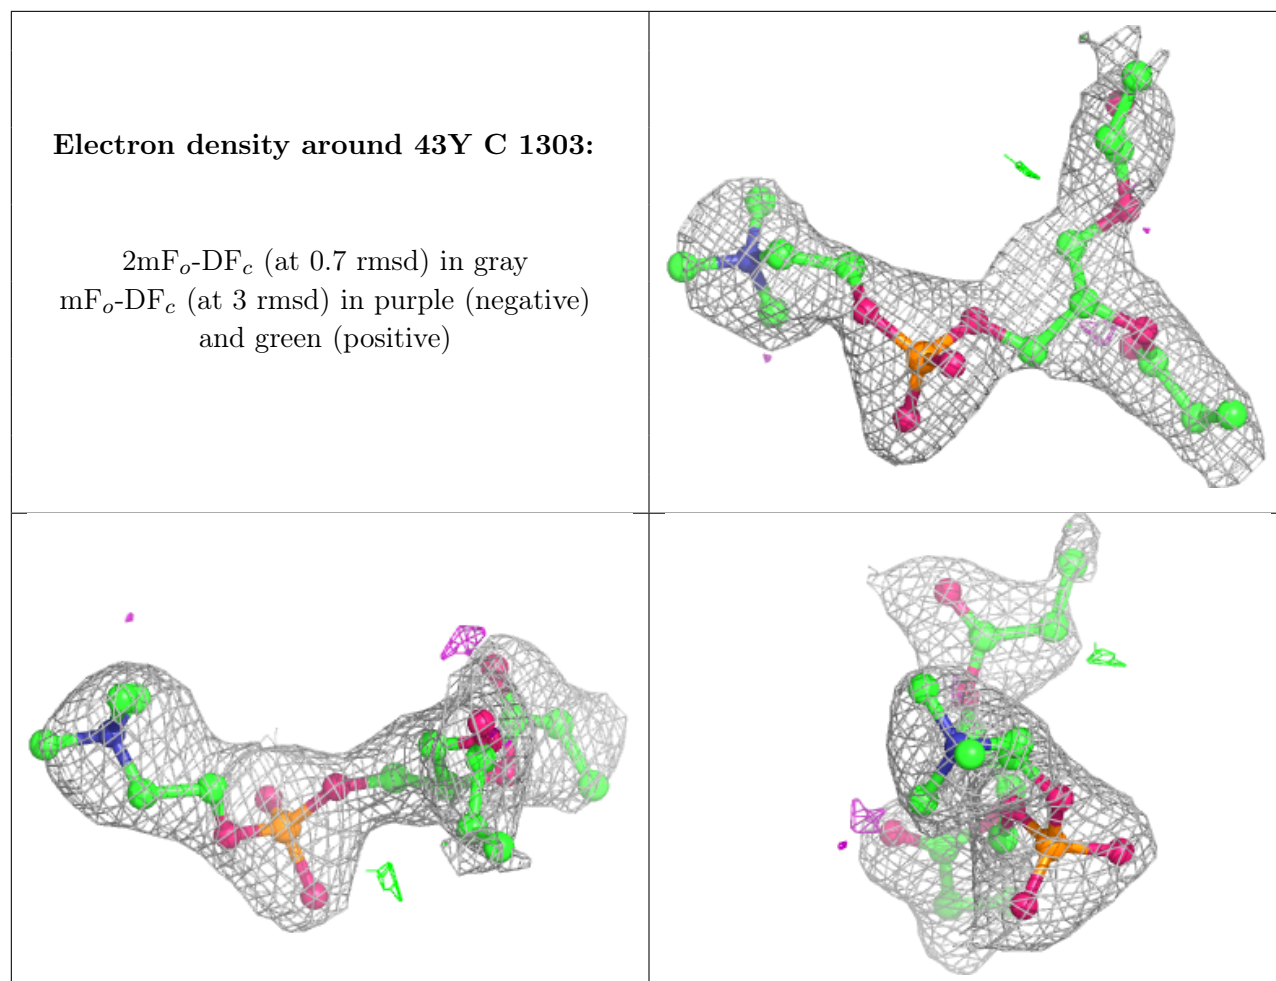 Electron density around 43Y C 1303:
2mFo-DFc (at 0.7 rmsd) in gray
mFo-DFc (at 3 rmsd) in purple (negative)
and green (positive)